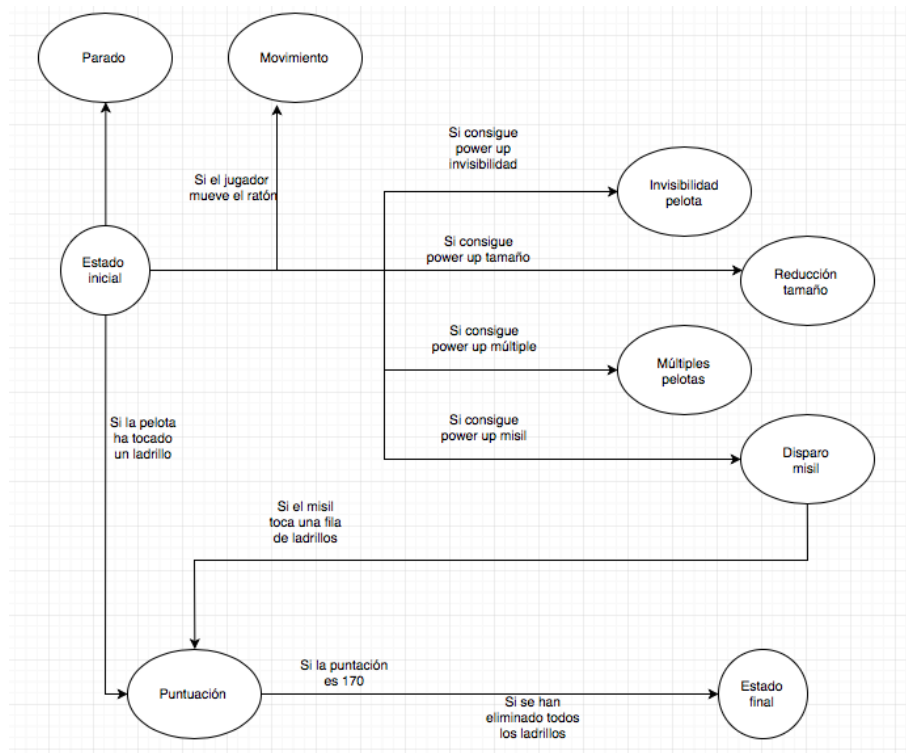 Parado
Movimiento
Si consigue
power up
invisibilidad
Si el jugador
mueve el ratón
Invisibilidad
pelota
Estado
inicial
Si consigue
power up tamaño
Reducción
tamaño
Si consigue
power up múltiple
Múltiples
pelotas
Si la pelota
ha tocado
un ladrillo
Si consigue
power up misil
Disparo
misil
Si el misil
toca una fila
de ladrillos
Puntuación
Si la puntación
es 170
Si se han
eliminado todos
los ladrillos
Estado
final